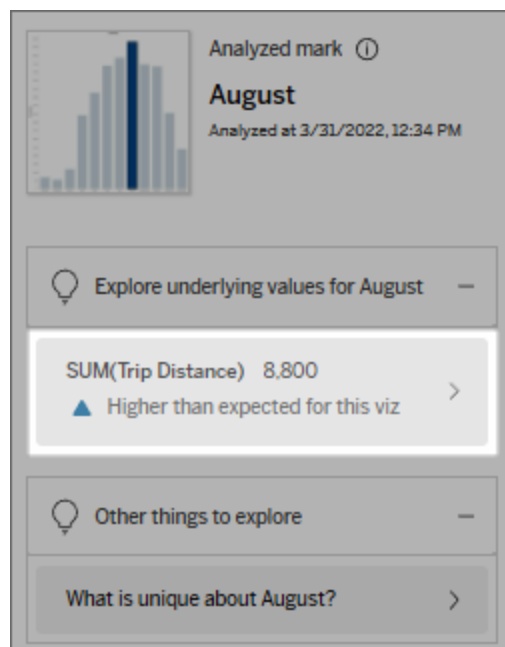 Analyzed mark
August
Analyzed at 3/31/2022, 12:34 PM
Explore underlying values for August
SUM(Trip Distance) 8,800
Higher than expected for this viz
Other things to explore
What is unique about August?